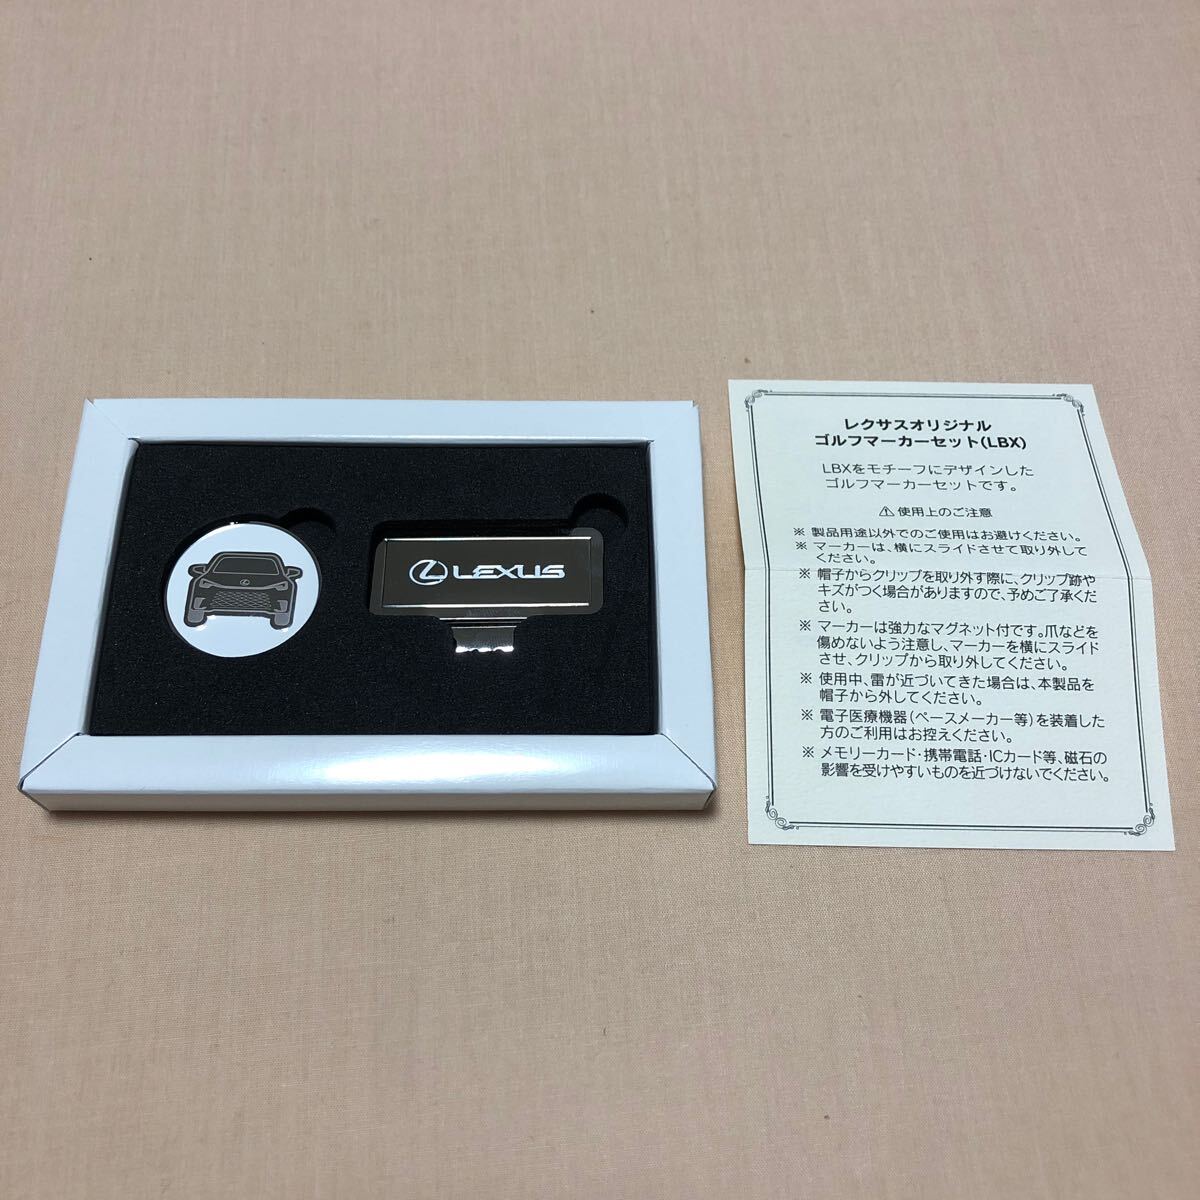 LEXUS
レクサスオリジナル
ゴルフマーカーセット(LBX)
LBXをモチーフにデザインした
ゴルフマーカーセットです。
⚠ 使用上のご注意
※ 製品用途以外でのご使用はお避けください。
※ マーカーは、横にスライドさせて取り外して
ください。
※ 帽子からクリップを取り外す際に、クリップ跡や
キズがつく場合がありますので、予めご了承くだ
さい。
※ マーカーは強力なマグネット付です。爪などを
傷めないよう注意し、マーカーを横にスライド
させ、クリップから取り外してください。
※ 使用中、雷が近づいてきた場合は、本製品を
帽子から外してください。
※ 電子医療機器(ペースメーカー等)を装着した
方のご利用はお控えください。
※ メモリーカード・携帯電話・ICカード等、磁石の
影響を受けやすいものを近づけないでください。